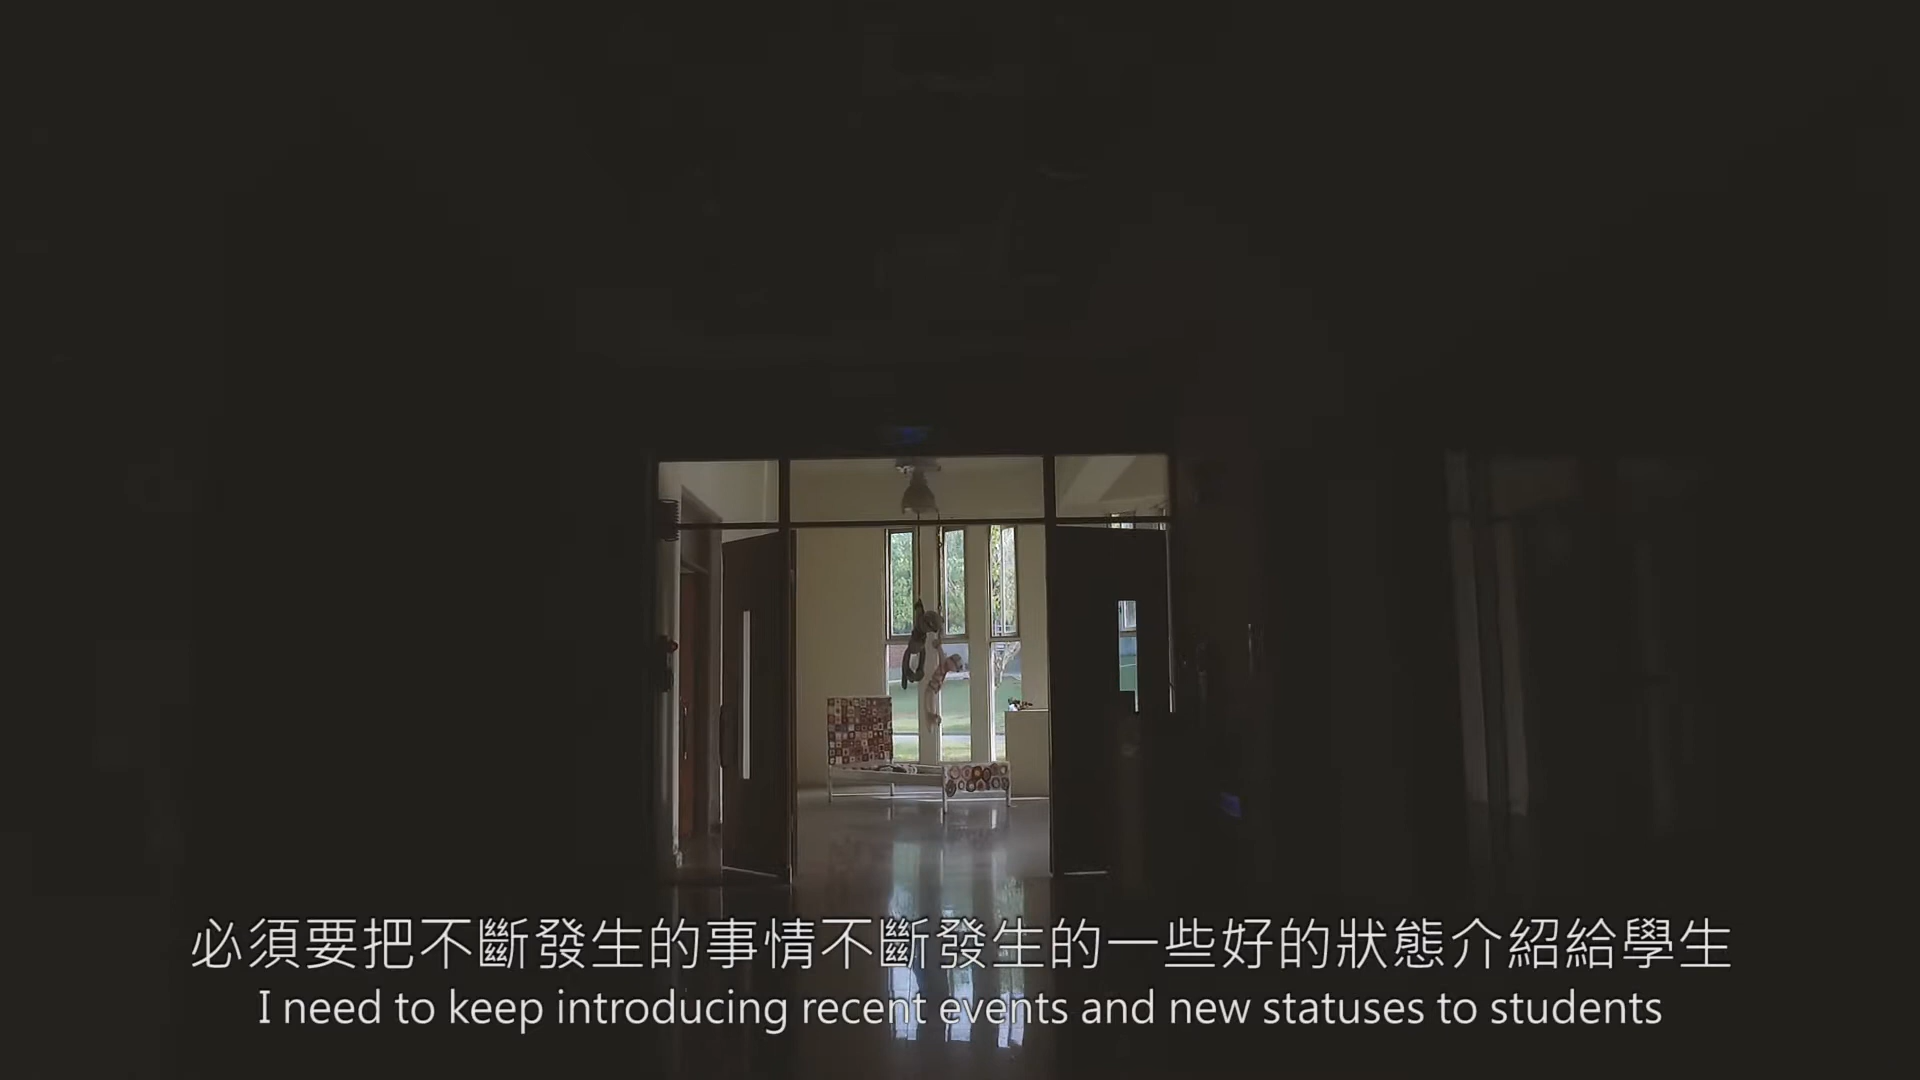 必須要把不斷發生的事情不斷發生的一些好的狀態介紹給學生
I need to keep introducing recent events and new statuses to students